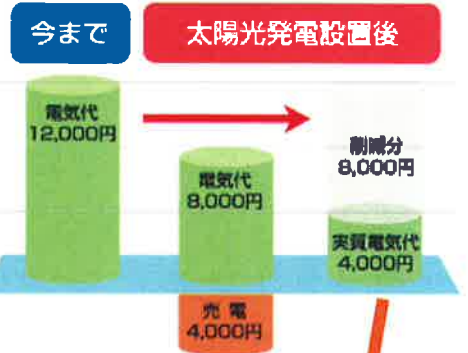 今まで
太陽光発電設置後
電気代
12,000円
電気代
8,000円
削減分
8,000円
実質電気代
4,000円
売電
4,000円